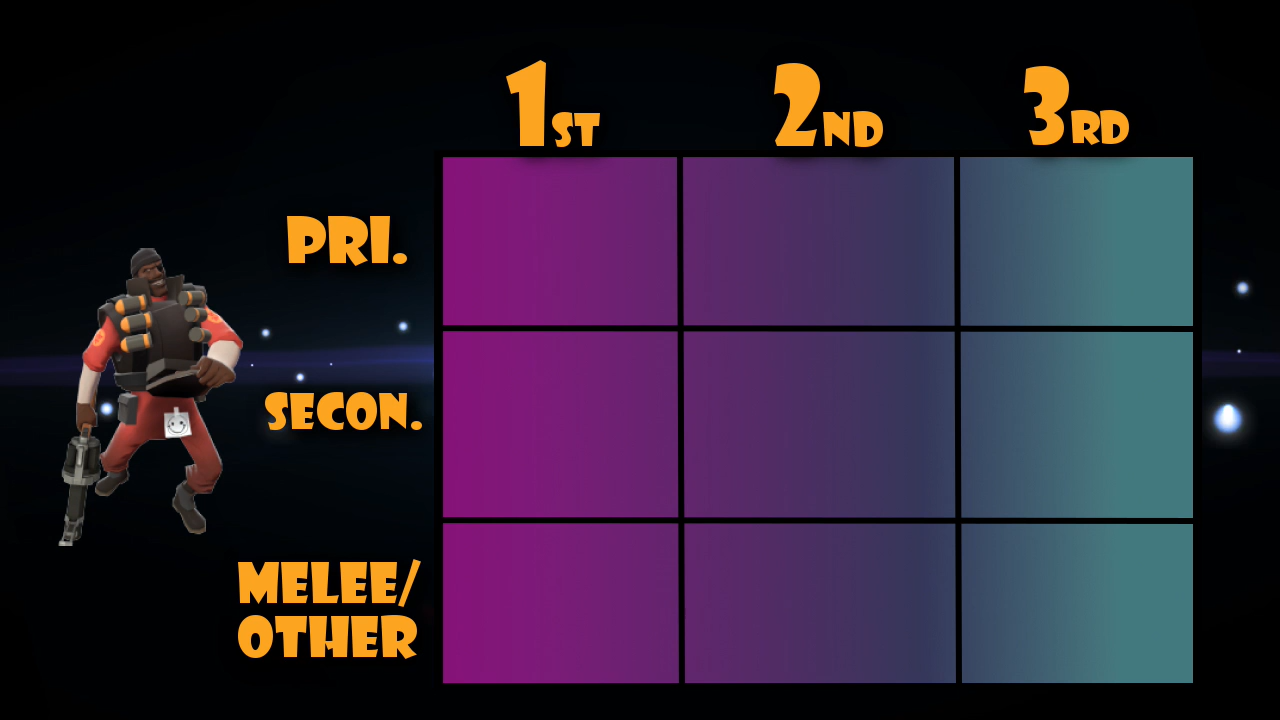 1ST 2ND 3RD
PRI.
SECON.
MELEE/
OTHER